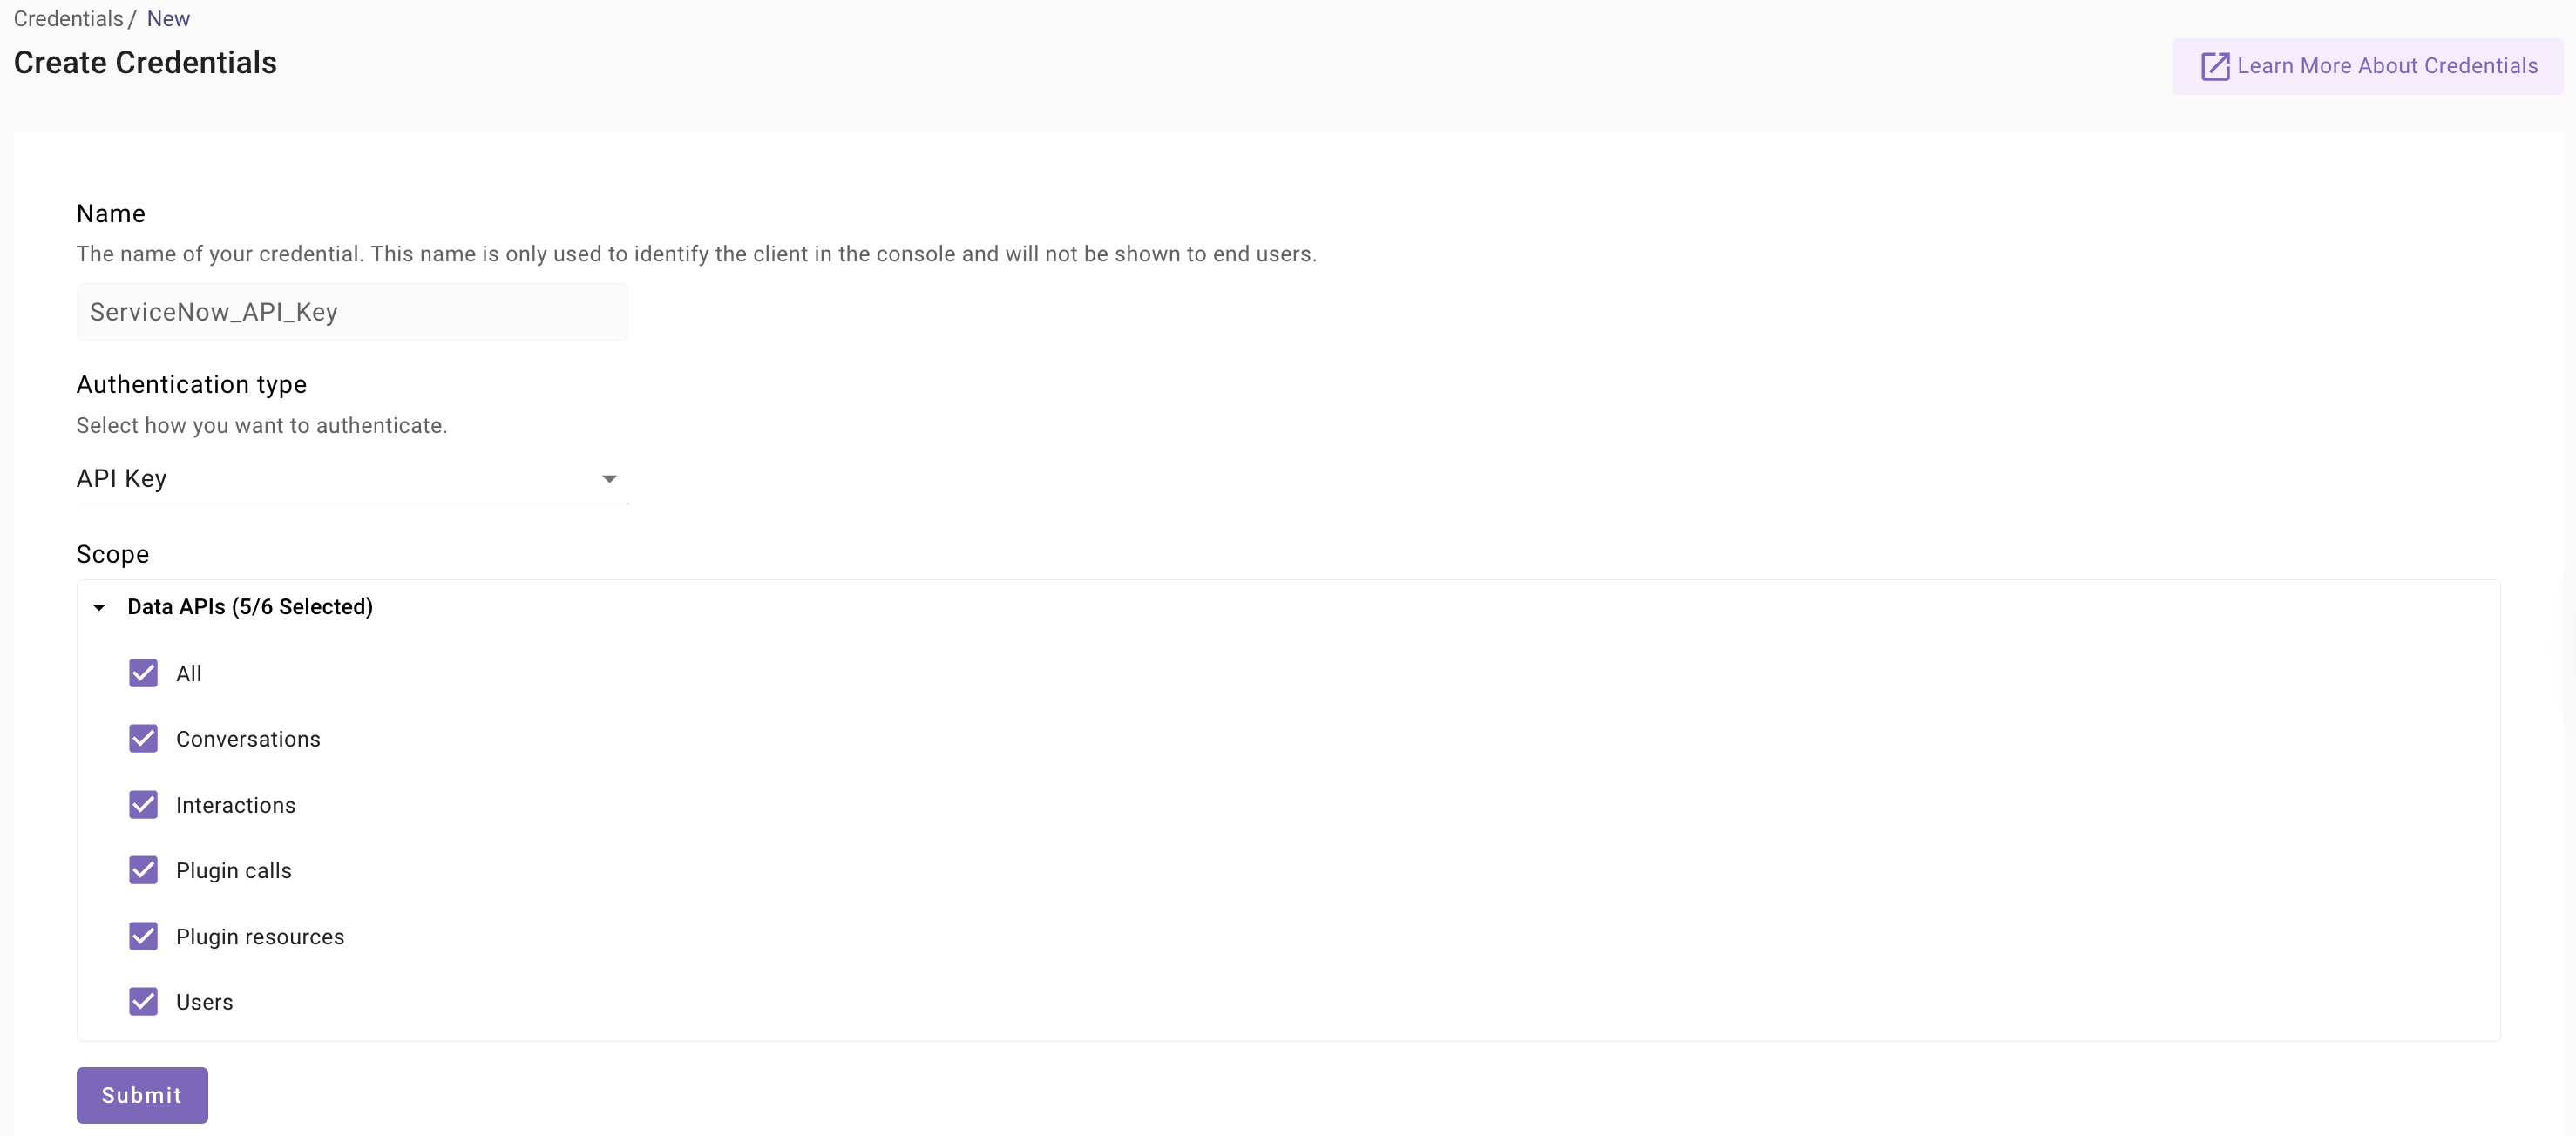 Credentials / New
Create Credentials
Learn More About Credentials
Name
The name of your credential. This name is only used to identify the client in the console and will not be shown to end users.
ServiceNow_API_Key
Authentication type
Select how you want to authenticate.
API Key
Scope
Data APIs (5/6 Selected)
All
Conversations
Interactions
Plugin calls
Plugin resources
Users
Submit